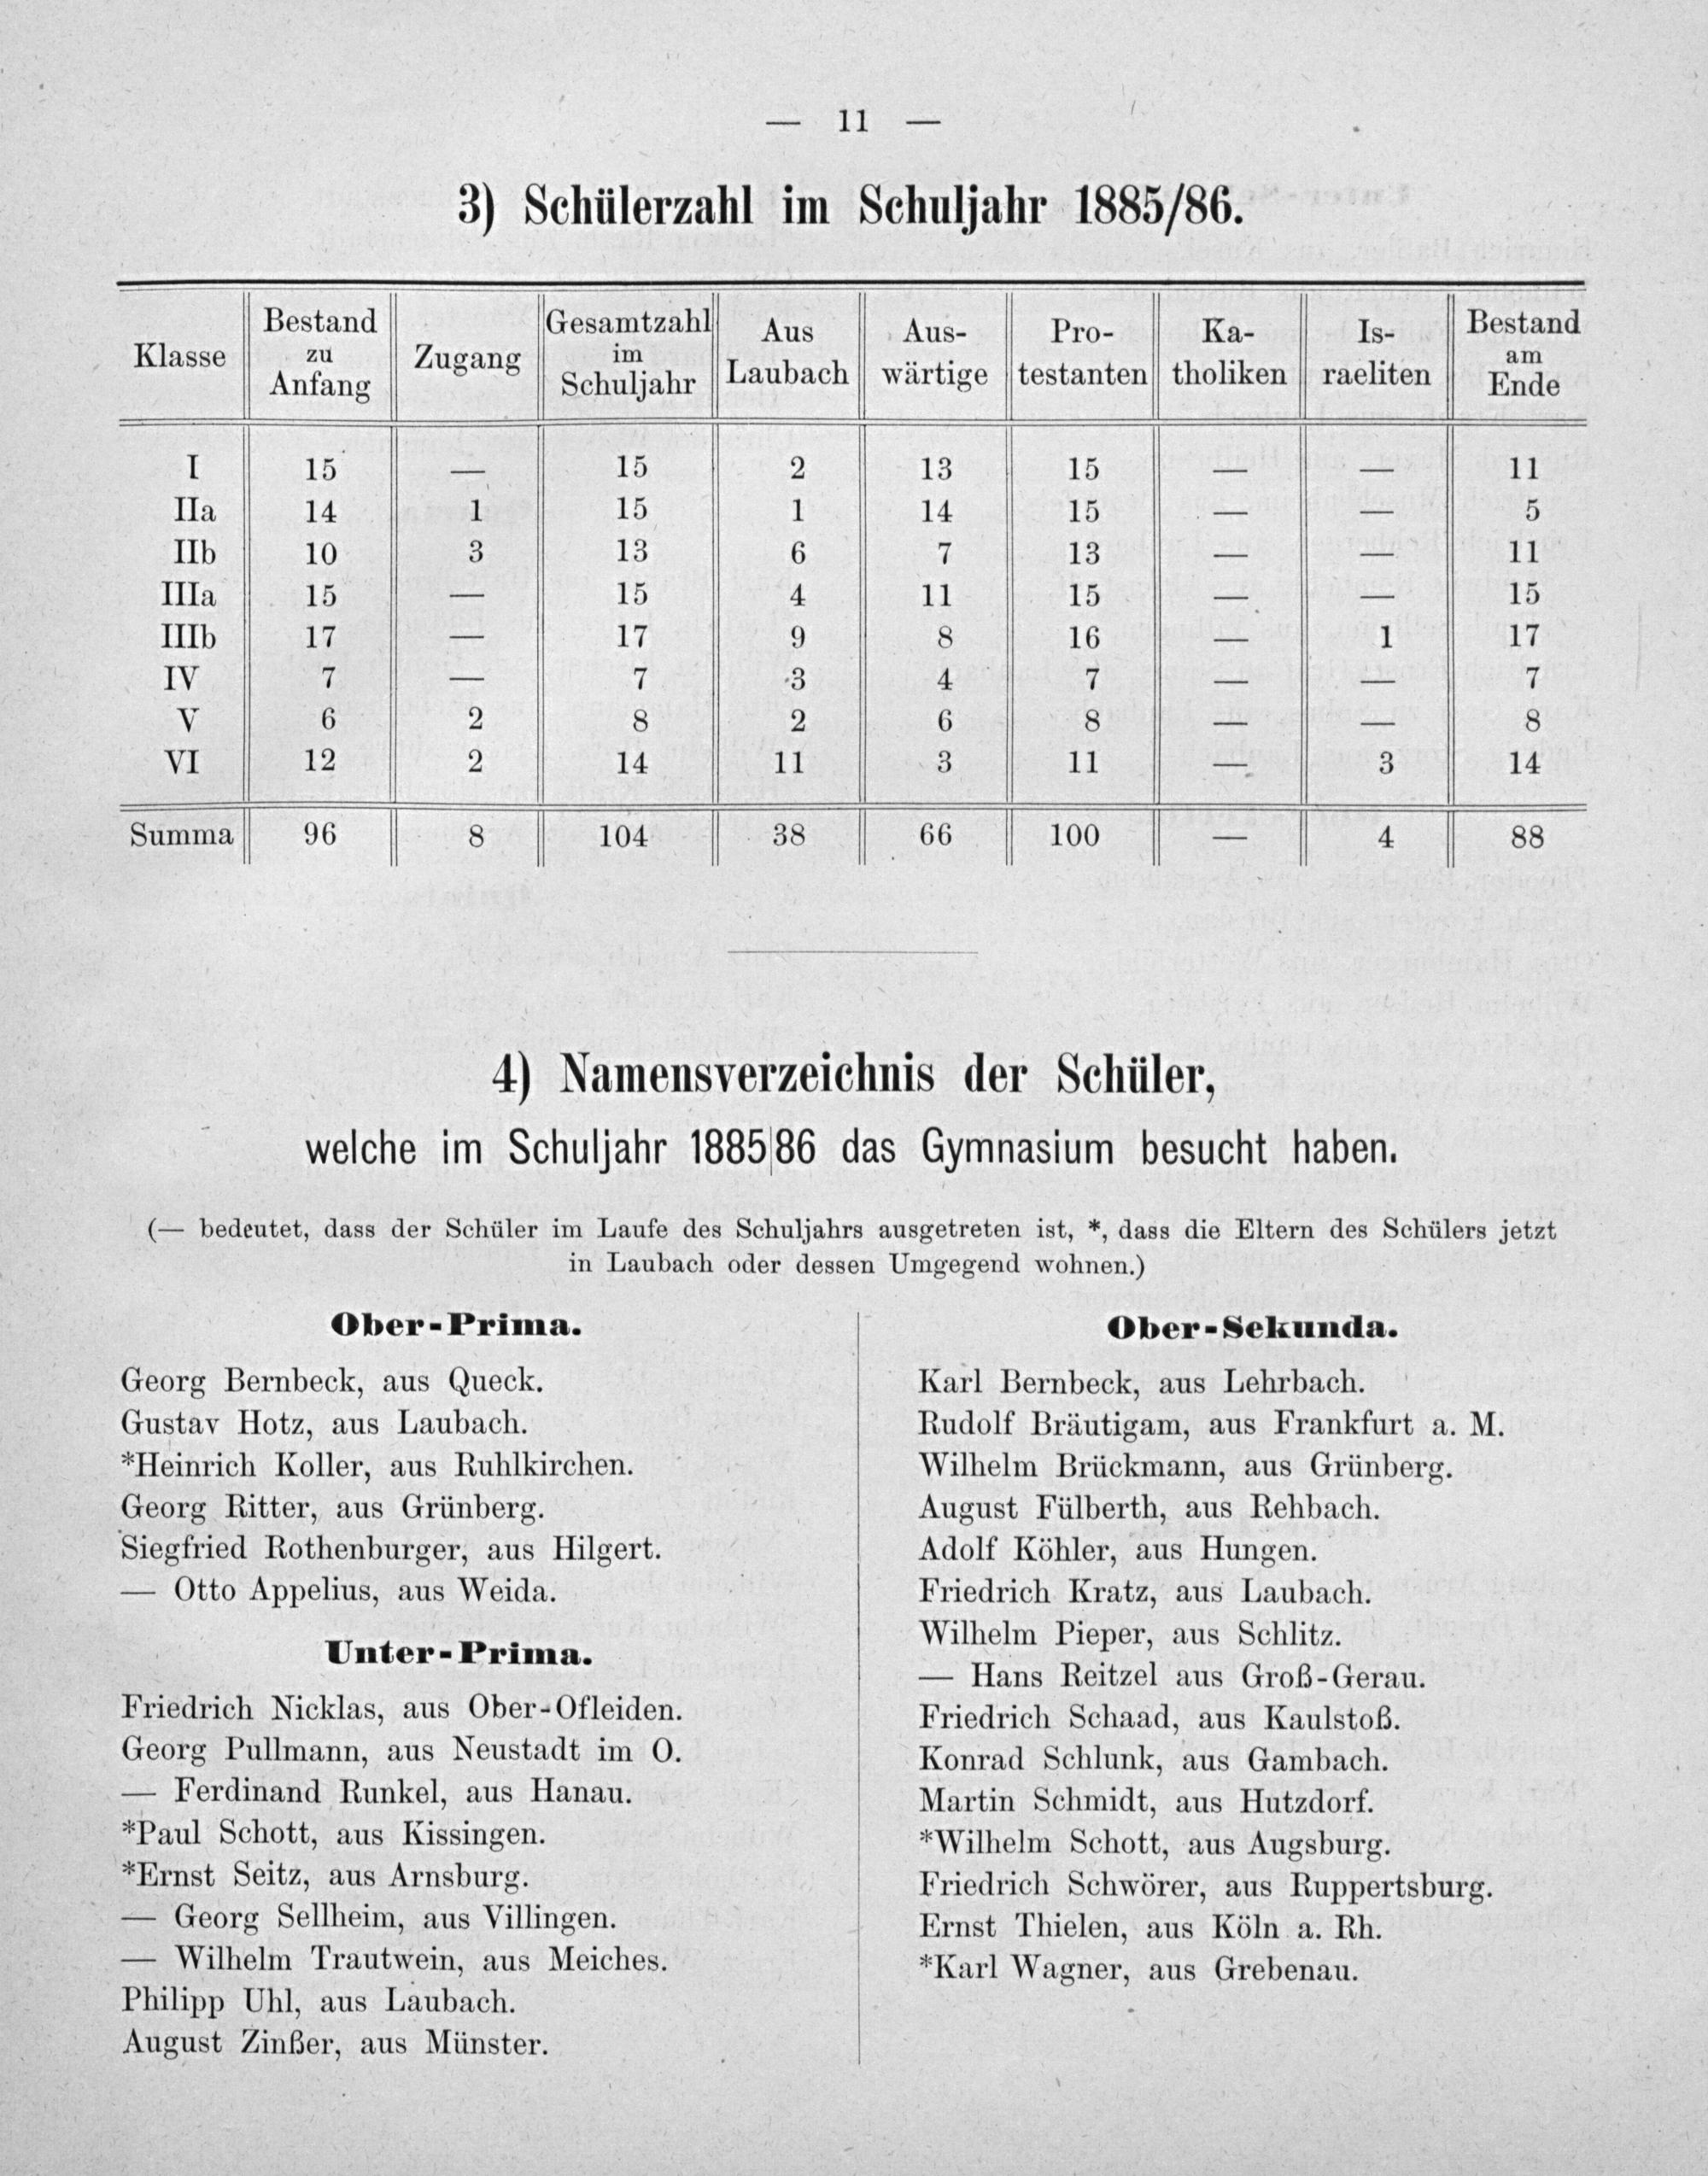 — 11 —
3) Schülerzahl im Schuljahr 1885/86.
Klasse | Bestand zu Anfang | Zugang | Gesamtzahl im Schuljahr | Aus Laubach | Aus-wärtige | Pro-testanten | Ka-tholiken | Is-raeliten | Bestand am Ende
I | 15 | — | 15 | 2 | 13 | 15 | — | — | 11
IIa | 14 | 1 | 15 | 1 | 14 | 15 | — | — | 5
IIb | 10 | 3 | 13 | 6 | 7 | 13 | — | — | 11
IIIa | 15 | — | 15 | 4 | 11 | 15 | — | — | 15
IIIb | 17 | — | 17 | 9 | 8 | 16 | — | 1 | 17
IV | 7 | — | 7 | 3 | 4 | 7 | — | — | 7
V | 6 | 2 | 8 | 2 | 6 | 8 | — | — | 8
VI | 12 | 2 | 14 | 11 | 3 | 11 | — | 3 | 14
Summa | 96 | 8 | 104 | 38 | 66 | 100 | — | 4 | 88
4) Namensverzeichnis der Schüler,
welche im Schuljahr 1885|86 das Gymnasium besucht haben.
(— bedeutet, dass der Schüler im Laufe des Schuljahrs ausgetreten ist, *, dass die Eltern des Schülers jetzt
in Laubach oder dessen Umgegend wohnen.)
Ober-Prima.
Georg Bernbeck, aus Queck.
Gustav Hotz, aus Laubach.
*Heinrich Koller, aus Ruhlkirchen.
Georg Ritter, aus Grünberg.
Siegfried Rothenburger, aus Hilgert.
— Otto Appelius, aus Weida.
Unter-Prima.
Friedrich Nicklas, aus Ober-Ofleiden.
Georg Pullmann, aus Neustadt im O.
— Ferdinand Runkel, aus Hanau.
*Paul Schott, aus Kissingen.
*Ernst Seitz, aus Arnsburg.
— Georg Sellheim, aus Villingen.
— Wilhelm Trautwein, aus Meiches.
Philipp Uhl, aus Laubach.
August Zinßer, aus Münster.
Ober-Sekunda.
Karl Bernbeck, aus Lehrbach.
Rudolf Bräutigam, aus Frankfurt a. M.
Wilhelm Brückmann, aus Grünberg.
August Fülberth, aus Rehbach.
Adolf Köhler, aus Hungen.
Friedrich Kratz, aus Laubach.
Wilhelm Pieper, aus Schlitz.
— Hans Reitzel aus Groß-Gerau.
Friedrich Schaad, aus Kaulstoß.
Konrad Schlunk, aus Gambach.
Martin Schmidt, aus Hutzdorf.
*Wilhelm Schott, aus Augsburg.
Friedrich Schwörer, aus Ruppertsburg.
Ernst Thielen, aus Köln a. Rh.
*Karl Wagner, aus Grebenau.